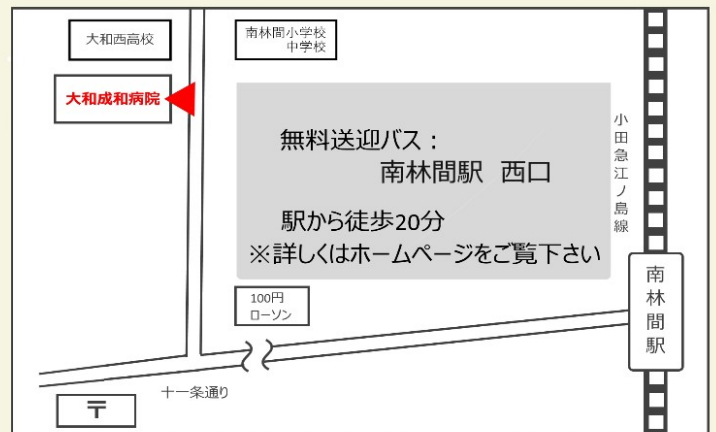 大和西高校
南林間小学校
中学校
大和成和病院
無料送迎バス：
南林間駅 西口
駅から徒歩20分
※詳しくはホームページをご覧下さい
小田急江ノ島線
南林間駅
100円
ローソン
十一条通り
〒